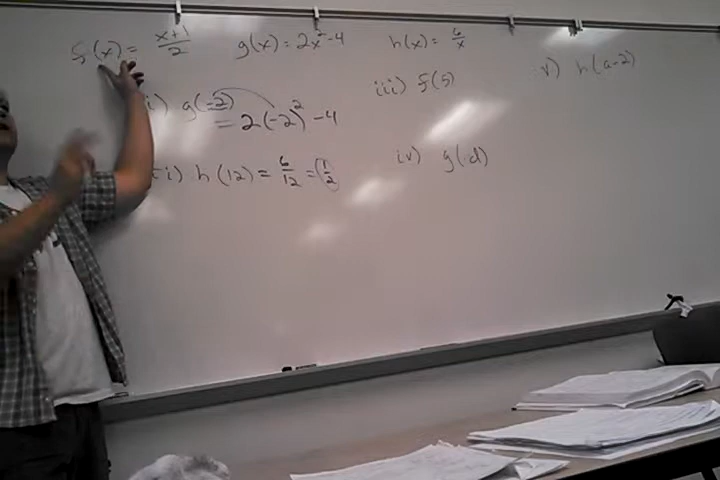 f(x) = x+1/2 g(x) = 2x²-4 h(x) = 6/x
i) g(-2)
= 2(-2)² - 4
ii) h(12) = 6/12 = 1/2
iii) f(5)
iv) g(d)
v) h(a-2)